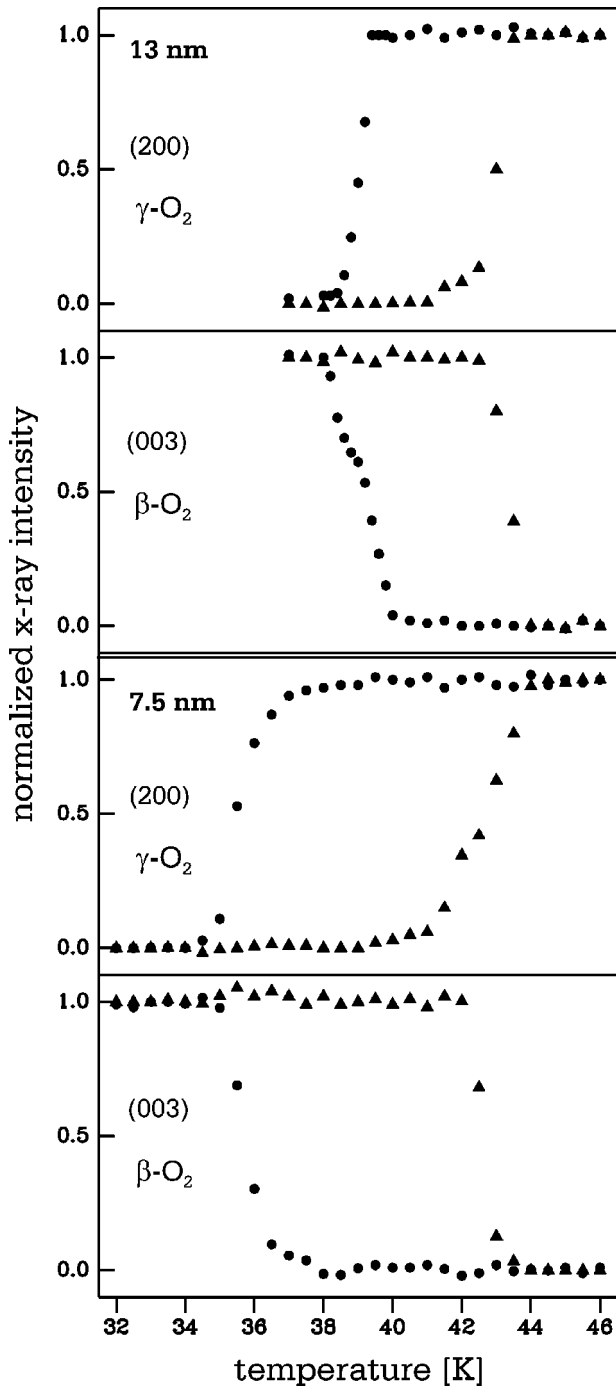 normalized x-ray intensity
1.0
13 nm
(200)
0.5
γ-O₂
0.0
1.0
(003)
0.5
β-O₂
0.0
1.0
7.5 nm
(200)
0.5
γ-O₂
0.0
1.0
(003)
0.5
β-O₂
0.0
32 34 36 38 40 42 44 46
temperature [K]